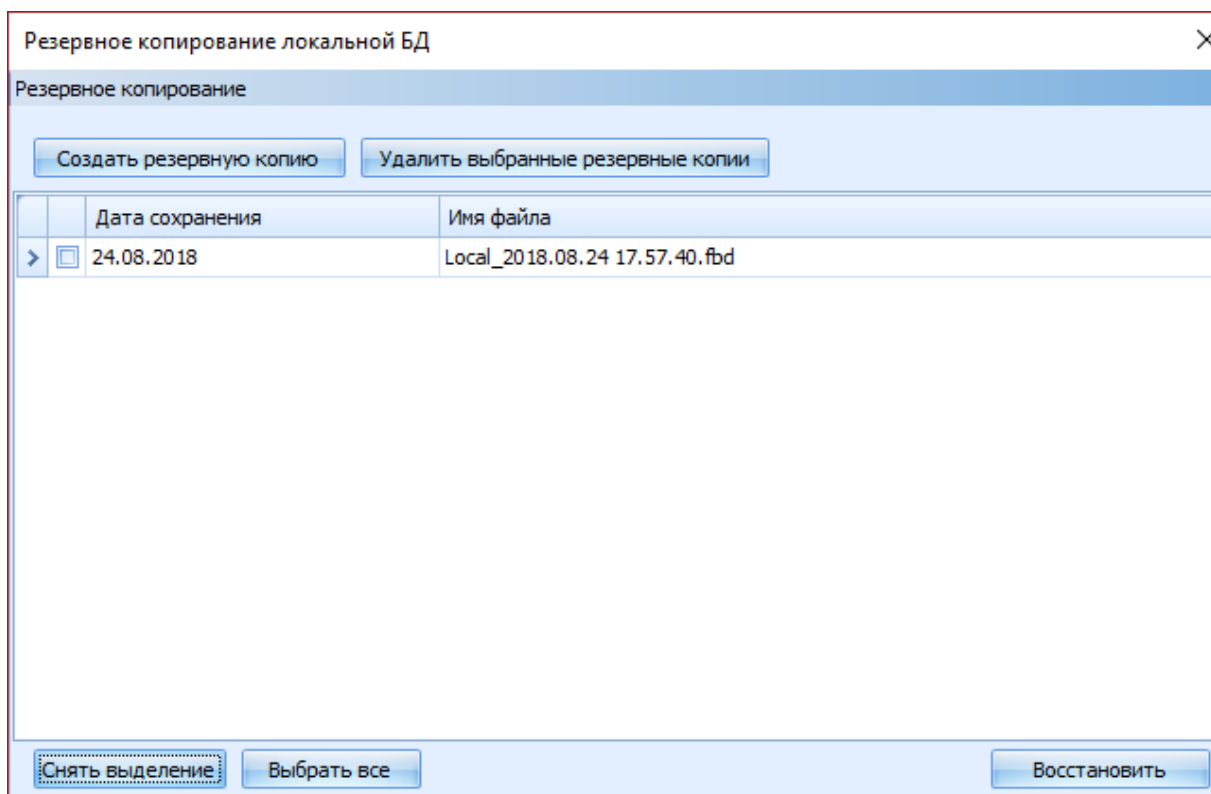 Резервное копирование локальной БД
Резервное копирование
Создать резервную копию Удалить выбранные резервные копии
Дата сохранения Имя файла
24.08.2018 Local_2018.08.24 17.57.40.fbd
Снять выделение Выбрать все Восстановить